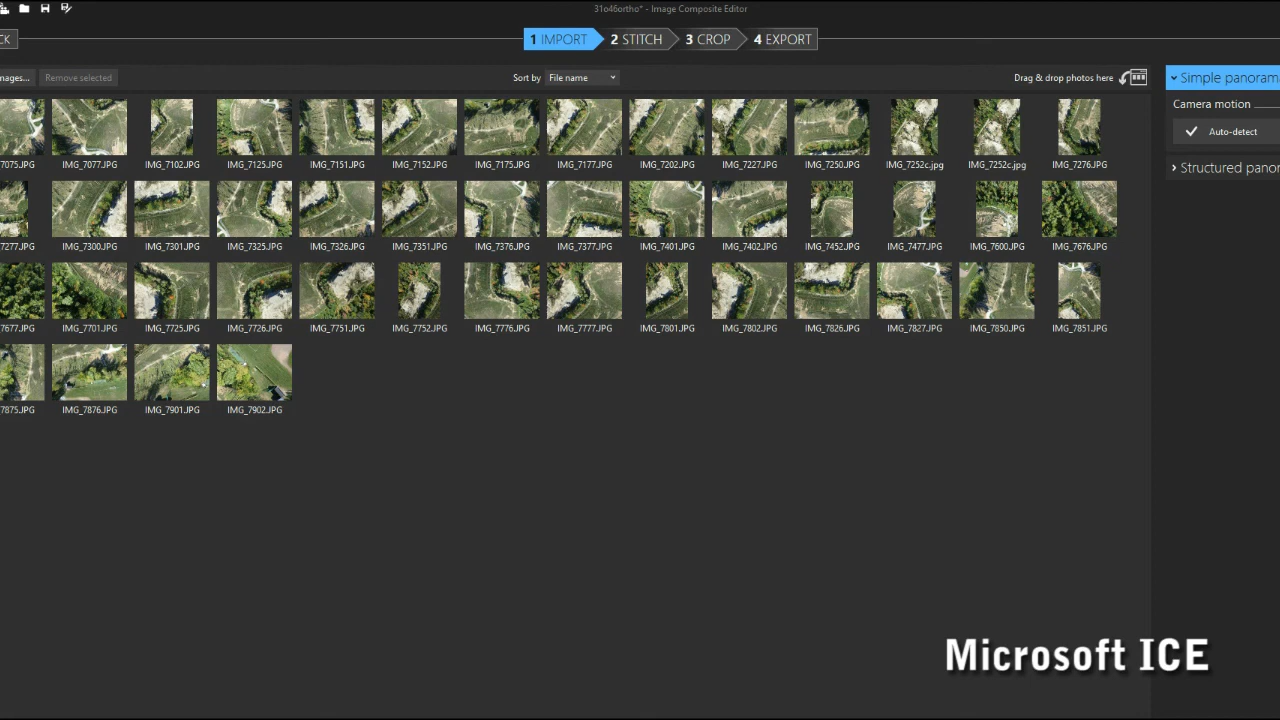 31o46ortho* - Image Composite Editor
CK
1 IMPORT 2 STITCH 3 CROP 4 EXPORT
mages... Remove selected Sort by File name Drag & drop photos here
Simple panoram
Camera motion
Auto-detect
Structured panor
7075.JPG IMG_7077.JPG IMG_7102.JPG IMG_7125.JPG IMG_7151.JPG IMG_7152.JPG IMG_7175.JPG IMG_7177.JPG IMG_7202.JPG IMG_7227.JPG IMG_7250.JPG IMG_7252c.jpg IMG_7252c.jpg IMG_7276.JPG
7277.JPG IMG_7300.JPG IMG_7301.JPG IMG_7325.JPG IMG_7326.JPG IMG_7351.JPG IMG_7376.JPG IMG_7377.JPG IMG_7401.JPG IMG_7402.JPG IMG_7452.JPG IMG_7477.JPG IMG_7600.JPG IMG_7676.JPG
7677.JPG IMG_7701.JPG IMG_7725.JPG IMG_7726.JPG IMG_7751.JPG IMG_7752.JPG IMG_7776.JPG IMG_7777.JPG IMG_7801.JPG IMG_7802.JPG IMG_7826.JPG IMG_7827.JPG IMG_7850.JPG IMG_7851.JPG
7875.JPG IMG_7876.JPG IMG_7901.JPG IMG_7902.JPG
Microsoft ICE